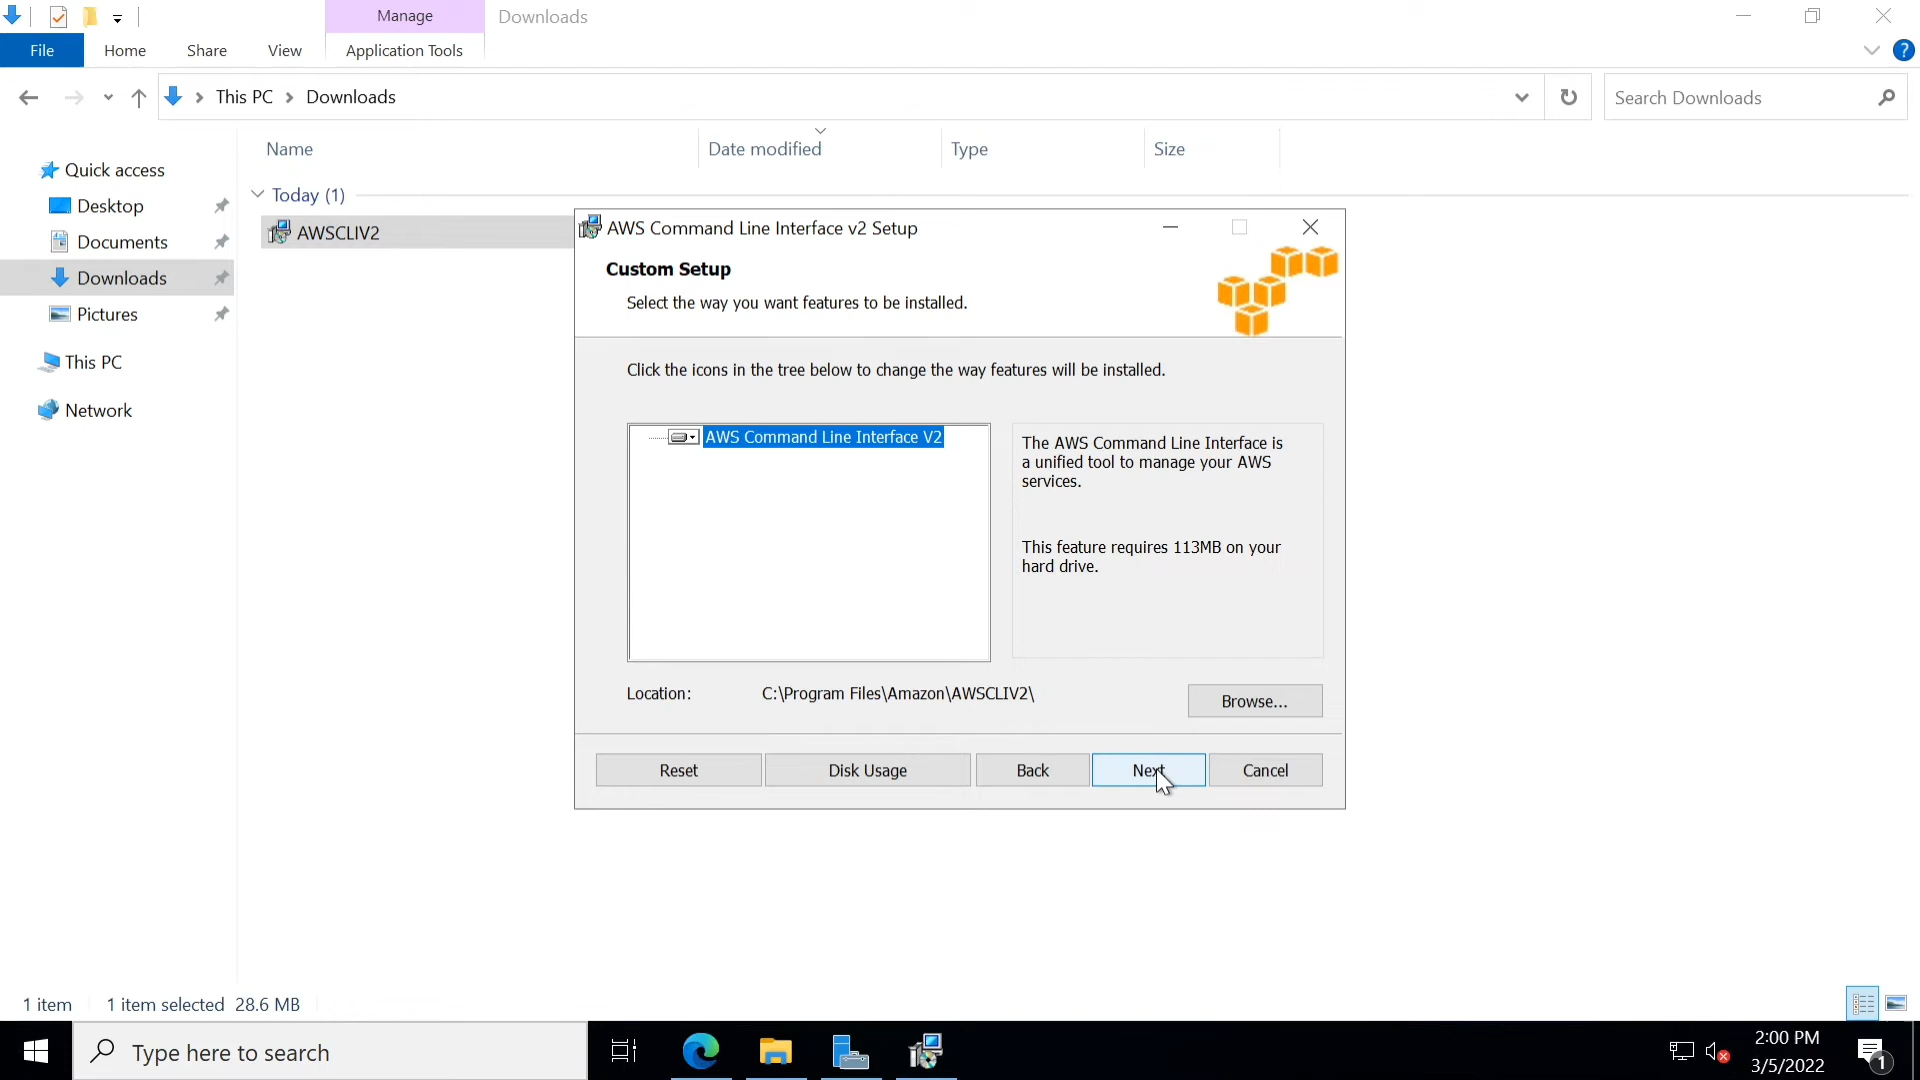 Manage
Downloads
File
Home
Share
View
Application Tools
?
This PC
Downloads
Search Downloads
Name
Date modified
Type
Size
Quick access
Desktop
Documents
Downloads
Pictures
This PC
Network
Today (1)
AWSCLIV2
AWS Command Line Interface v2 Setup
Custom Setup
Select the way you want features to be installed.
Click the icons in the tree below to change the way features will be installed.
AWS Command Line Interface V2
The AWS Command Line Interface is
a unified tool to manage your AWS
services.
This feature requires 113MB on your
hard drive.
Location:
C:\Program Files\Amazon\AWSCLIV2\
Browse...
Reset
Disk Usage
Back
Next
Cancel
1 item
1 item selected 28.6 MB
Type here to search
2:00 PM
3/5/2022
1